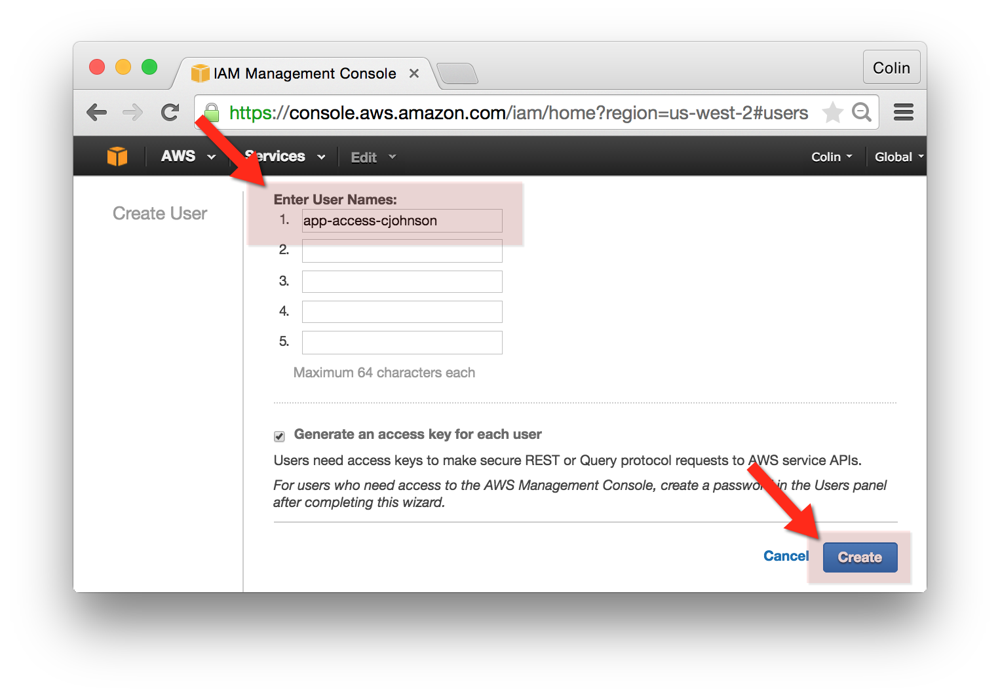 IAM Management Console
Colin
https://console.aws.amazon.com/iam/home?region=us-west-2#users
AWS Services Edit Colin Global
Create User
Enter User Names:
1. app-access-cjohnson
2.
3.
4.
5.
Maximum 64 characters each
Generate an access key for each user
Users need access keys to make secure REST or Query protocol requests to AWS service APIs.
For users who need access to the AWS Management Console, create a password in the Users panel
after completing this wizard.
Cancel Create